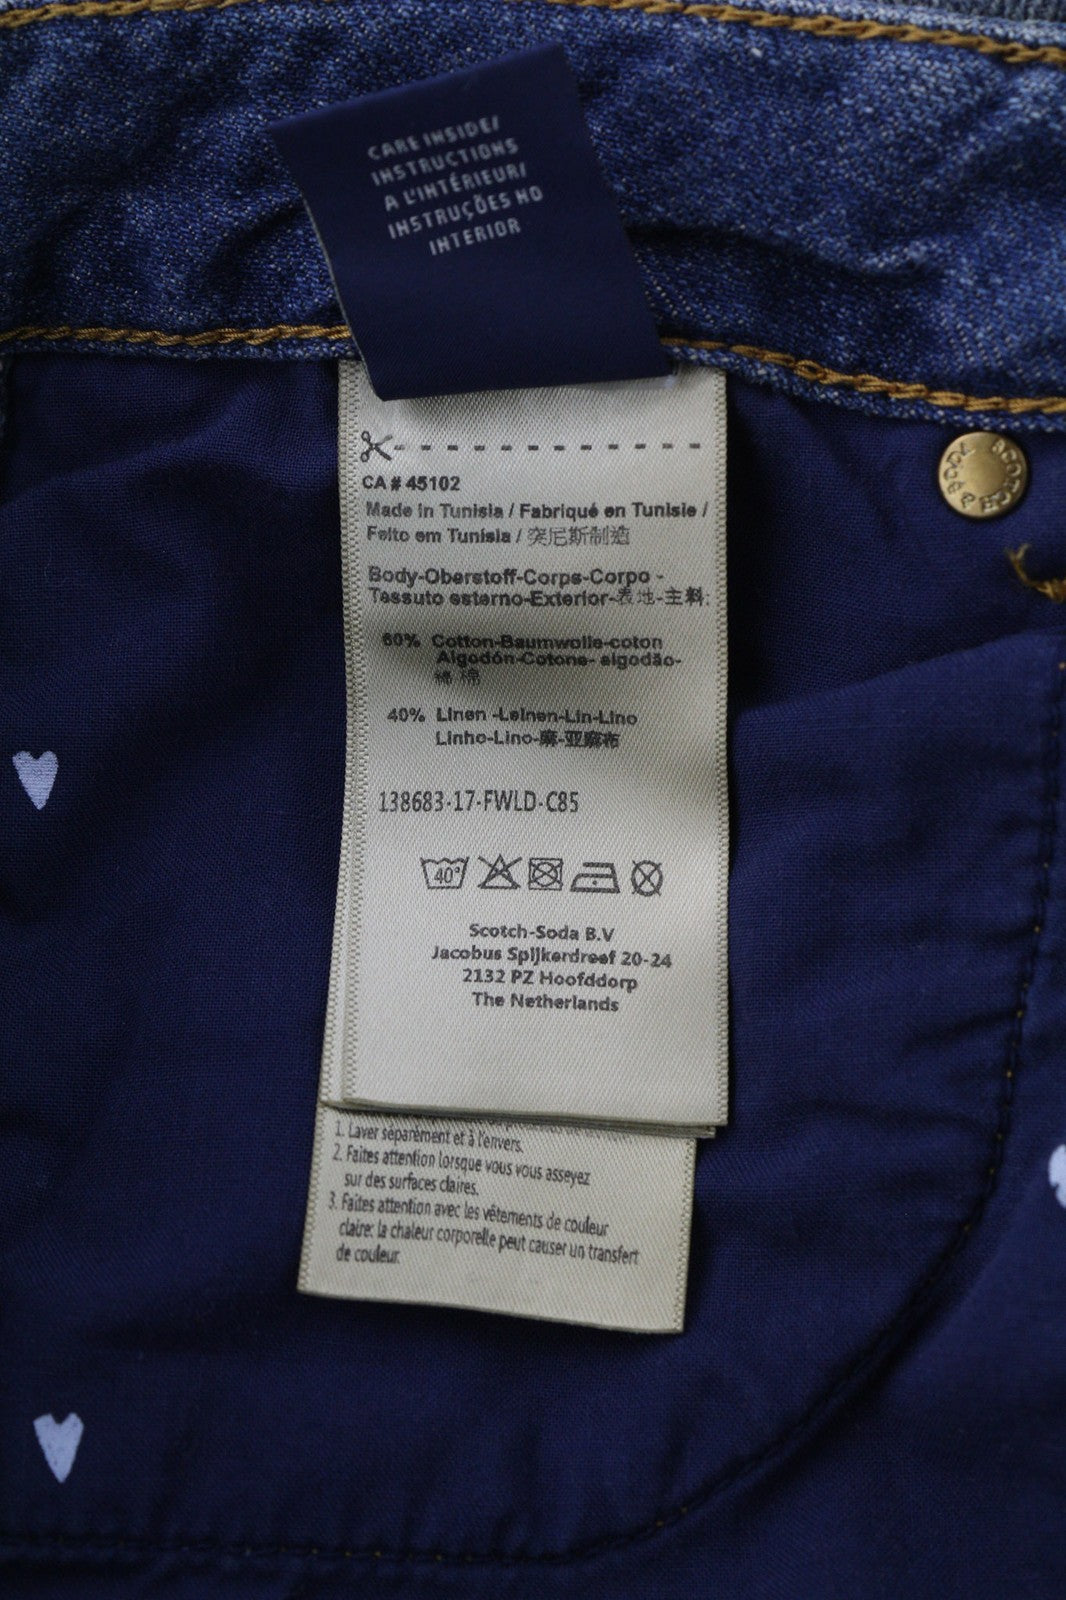 CARE INSIDE/
INSTRUCTIONS
A L'INTÉRIEUR/
INSTRUÇÕES NO
INTERIOR
CA # 45102
Made in Tunisia / Fabriqué en Tunisie /
Feito em Tunisia / 突尼斯制造
Body-Oberstoff-Corps-Corpo -
Tessuto esterno-Exterior-表地-主料:
60% Cotton-Baumwolle-coton
Algodón-Cotone- algodão-
綿 棉
40% Linen -Leinen-Lin-Lino
Linho-Lino-麻-亚麻布
138683-17-FWLD-C85
40°
Scotch-Soda B.V
Jacobus Spijkerdreef 20-24
2132 PZ Hoofddorp
The Netherlands
1. Laver séparément et à l'envers.
2. Faites attention lorsque vous vous asseyez
sur des surfaces claires.
3. Faites attention avec les vêtements de couleur
claire: la chaleur corporelle peut causer un transfert
de couleur.
SCOTCH & SODA